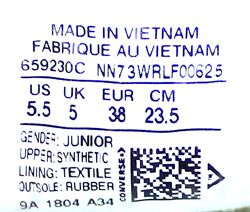 MADE IN VIETNAM
FABRIQUE AU VIETNAM
659230C NN73WRLF00625
US UK EUR CM
5.5 5 38 23.5
GENDER: JUNIOR
UPPER: SYNTHETIC
LINING: TEXTILE
OUTSOLE: RUBBER
9A 1804 A34
CONVERSE